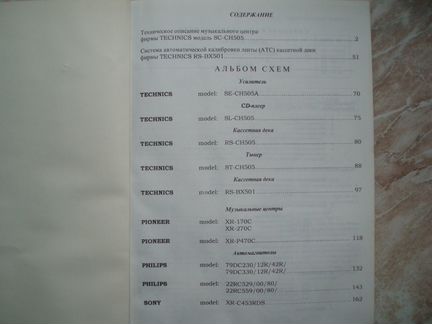 СОДЕРЖАНИЕ
Техническое описание музыкального центра
фирмы TECHNICS модель SC-CH505 2
Система автоматической калибровки ленты (АТС) кассетной деки
фирмы TECHNICS RS-DX501 51
АЛЬБОМ СХЕМ
Усилитель
TECHNICS model: SE-CH505A 70
CD-плеер
TECHNICS model: SL-CH505 75
Кассетная дека
TECHNICS model: RS-CH505 80
Тюнер
TECHNICS model: ST-CH505 88
Кассетная дека
TECHNICS model: RS-DX501 97
Музыкальные центры
PIONEER model: XR-170C
XR-270C
PIONEER model: XR-P470C 118
Автомагнитолы
PHILIPS model: 79DC230/12R/42R/
79DC330/12R/42R/ 132
PHILIPS model: 22RC529/00/80/
22RC559/00/80/ 143
SONY model: XR-C453RDS 162